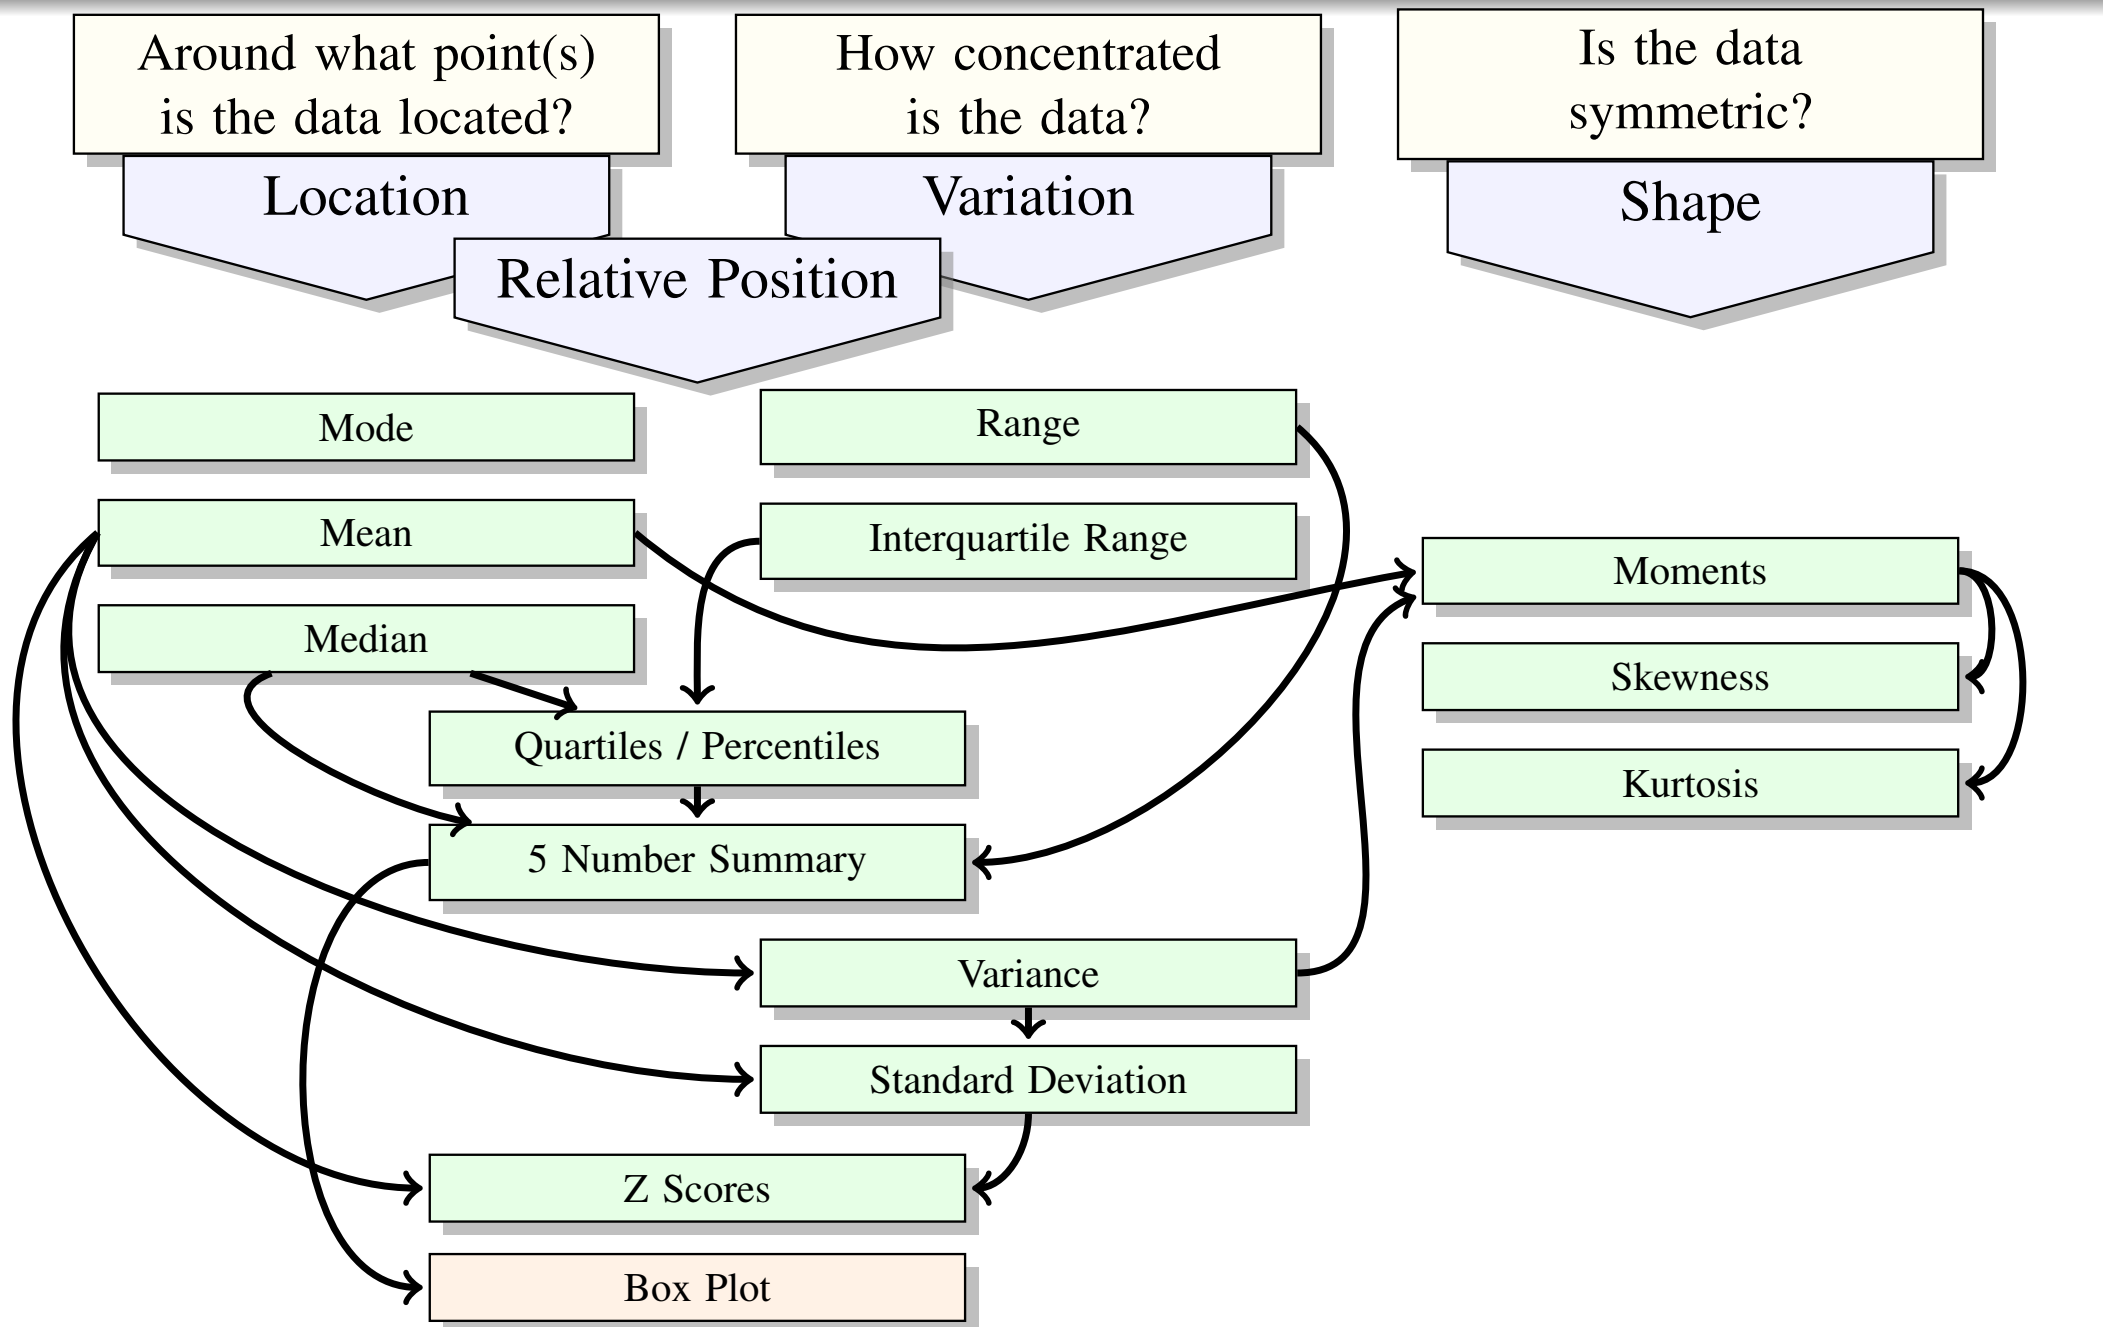 Around what point(s)
is the data located?
How concentrated
is the data?
Is the data
symmetric?
Location
Variation
Shape
Relative Position
Mode
Range
Mean
Interquartile Range
Moments
Median
Skewness
Quartiles / Percentiles
Kurtosis
5 Number Summary
Variance
Standard Deviation
Z Scores
Box Plot